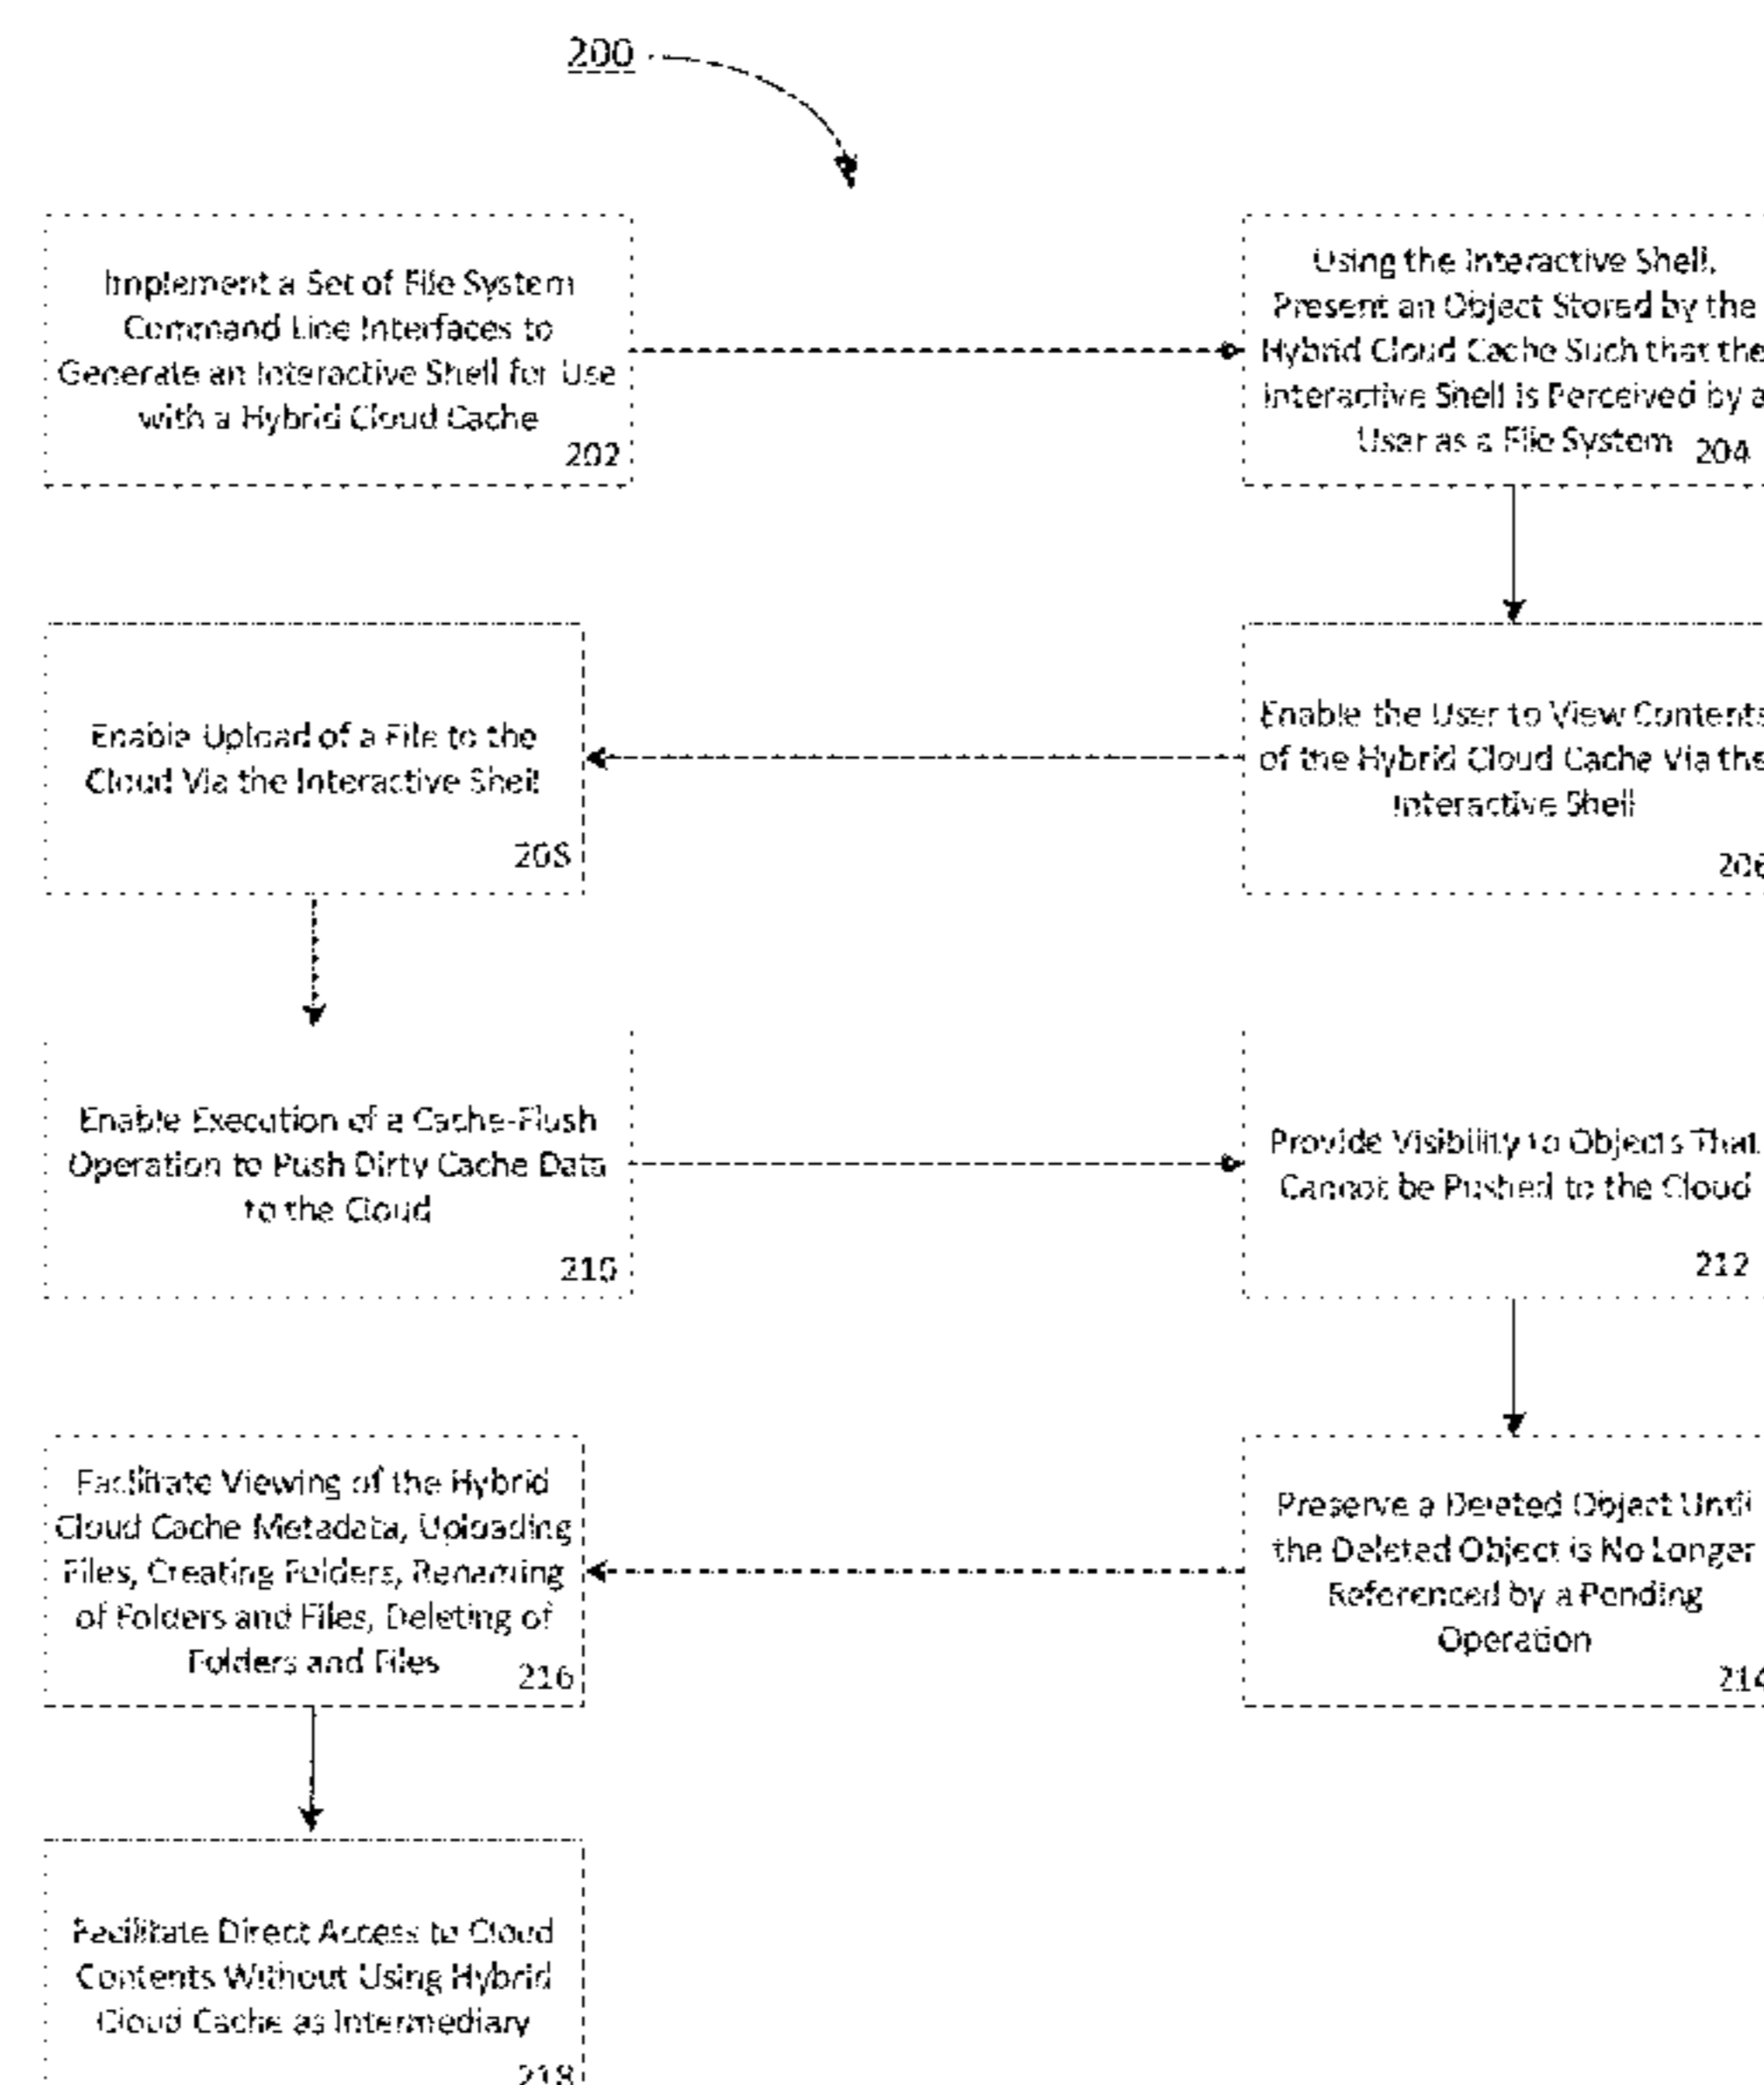 200
Implement a Set of File System
Command Line Interfaces to
Generate an Interactive Shell for Use
with a Hybrid Cloud Cache
202
Using the Interactive Shell,
Present an Object Stored by the
Hybrid Cloud Cache Such that the
Interactive Shell is Perceived by a
User as a File System
204
Enable the User to View Contents
of the Hybrid Cloud Cache Via the
Interactive Shell
206
Enable Upload of a File to the
Cloud Via the Interactive Shell
208
Enable Execution of a Cache-Flush
Operation to Push Dirty Cache Data
to the Cloud
210
Provide Visibility to Objects That
Cannot be Pushed to the Cloud
212
Preserve a Deleted Object Until
the Deleted Object is No Longer
Referenced by a Pending
Operation
214
Facilitate Viewing of the Hybrid
Cloud Cache Metadata, Uploading
Files, Creating Folders, Renaming
of Folders and Files, Deleting of
Folders and Files
216
Facilitate Direct Access to Cloud
Contents Without Using Hybrid
Cloud Cache as Intermediary
218